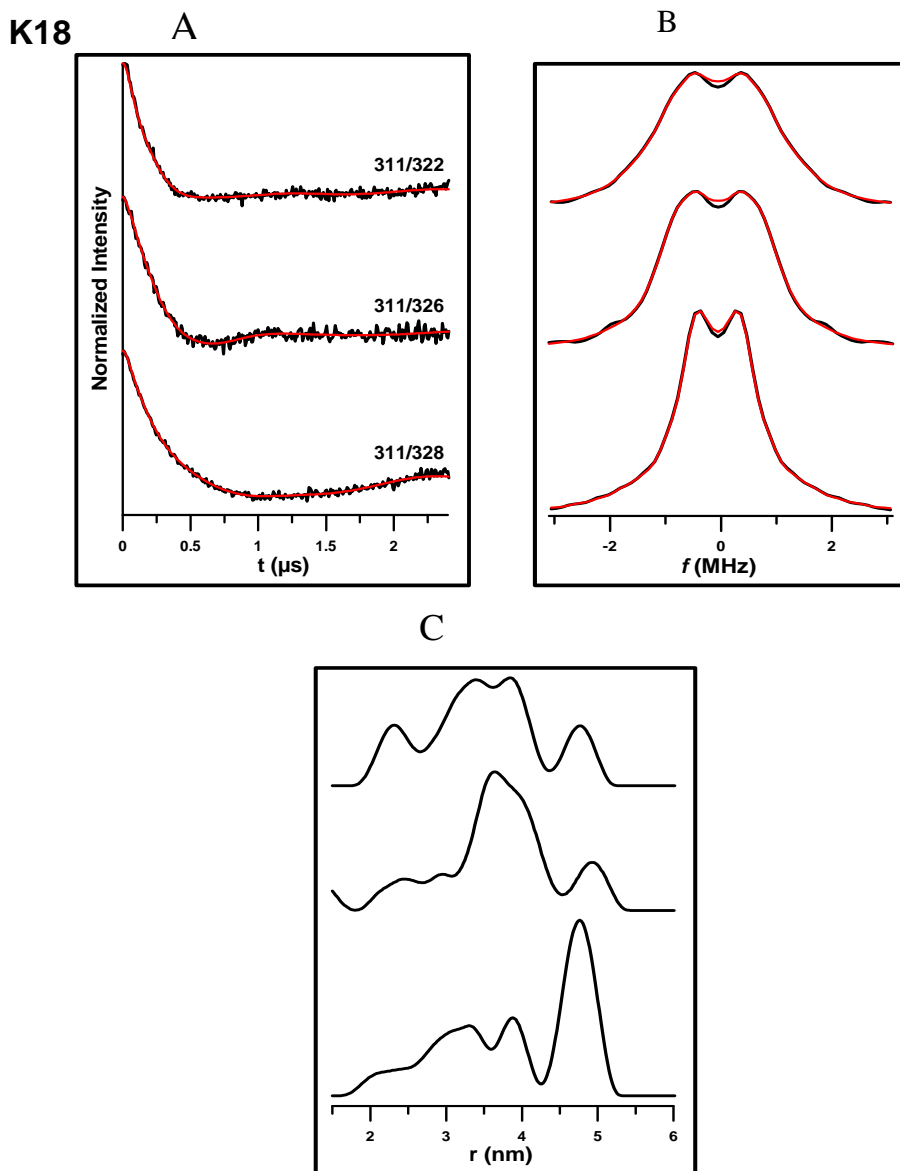 K18
A
B
Normalized Intensity
311/322
311/326
311/328
0 0.5 1 1.5 2
t (µs)
-2 0 2
f (MHz)
C
2 3 4 5 6
r (nm)